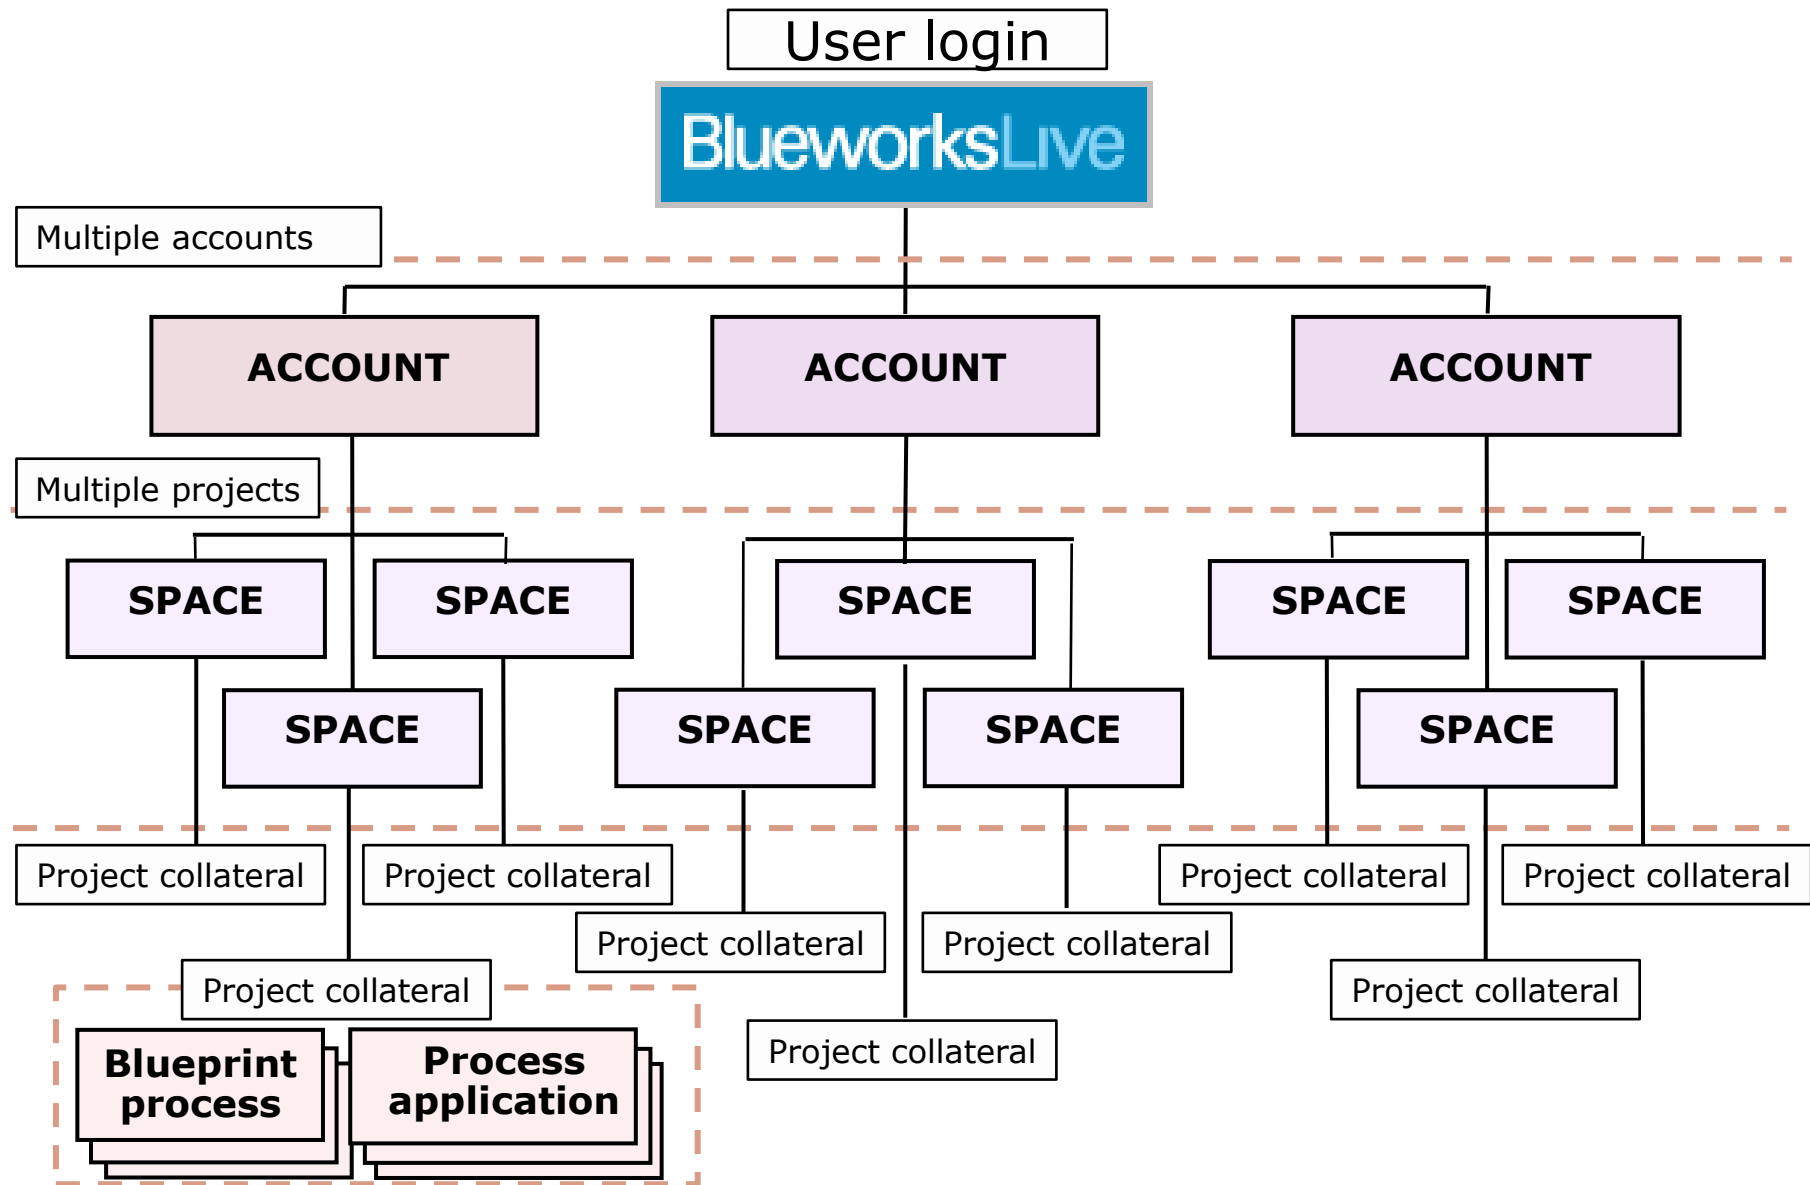 User login
BlueworksLive
Multiple accounts
ACCOUNT
ACCOUNT
ACCOUNT
Multiple projects
SPACE
SPACE
SPACE
SPACE
SPACE
SPACE
SPACE
SPACE
SPACE
Project collateral
Project collateral
Project collateral
Project collateral
Project collateral
Project collateral
Project collateral
Project collateral
Project collateral
Blueprint
process
Process
application